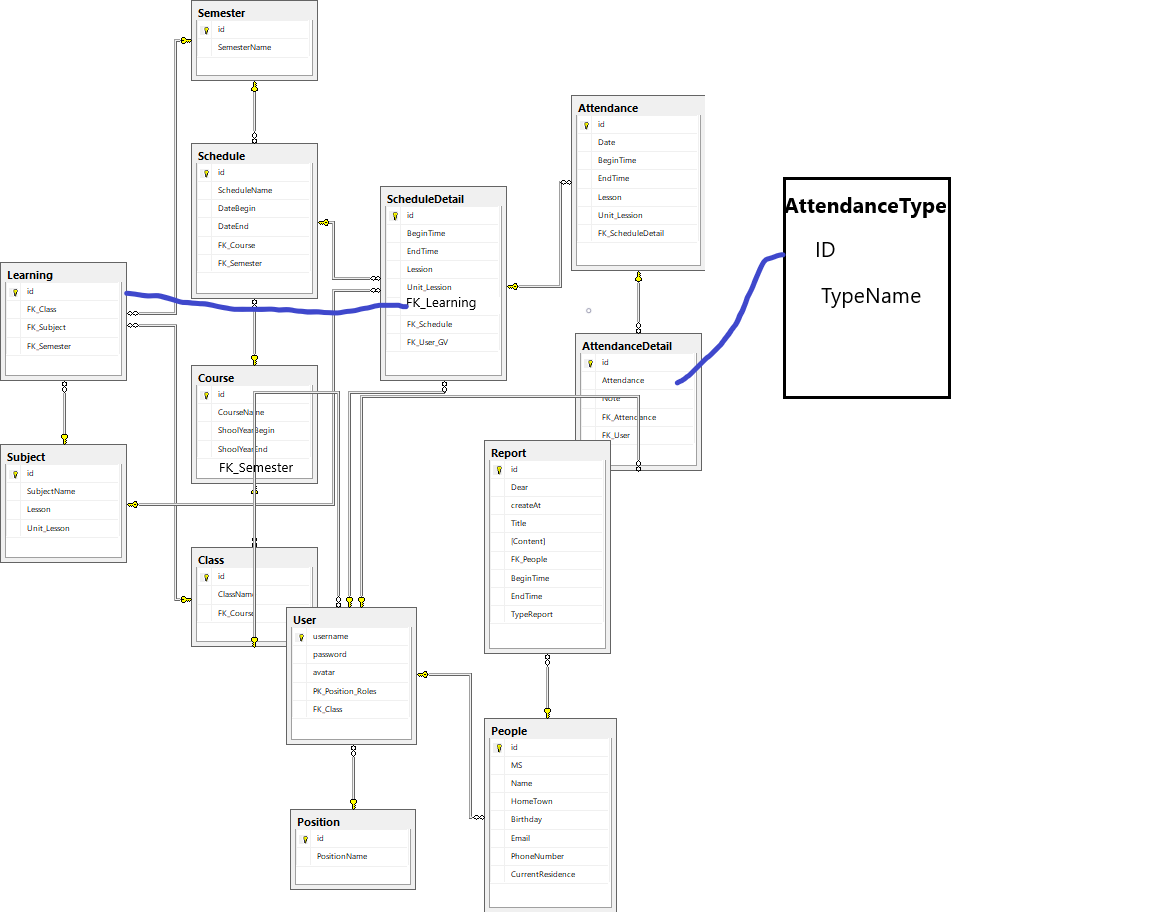 Semester
id
SemesterName
Schedule
id
ScheduleName
DateBegin
DateEnd
FK_Course
FK_Semester
ScheduleDetail
id
BeginTime
EndTime
Lession
Unit_Lession
FK_Learning
FK_Schedule
FK_User_GV
Attendance
id
Date
BeginTime
EndTime
Lesson
Unit_Lession
FK_ScheduleDetail
AttendanceType
ID
TypeName
Learning
id
FK_Class
FK_Subject
FK_Semester
AttendanceDetail
id
Attendance
Note
FK_Attendance
FK_User
Course
id
CourseName
ShoolYearBegin
ShoolYearEnd
FK_Semester
Subject
id
SubjectName
Lesson
Unit_Lesson
Report
id
Dear
createAt
Title
[Content]
FK_People
BeginTime
EndTime
TypeReport
Class
id
ClassName
FK_Course
User
username
password
avatar
PK_Position_Roles
FK_Class
People
id
MS
Name
HomeTown
Birthday
Email
PhoneNumber
CurrentResidence
Position
id
PositionName